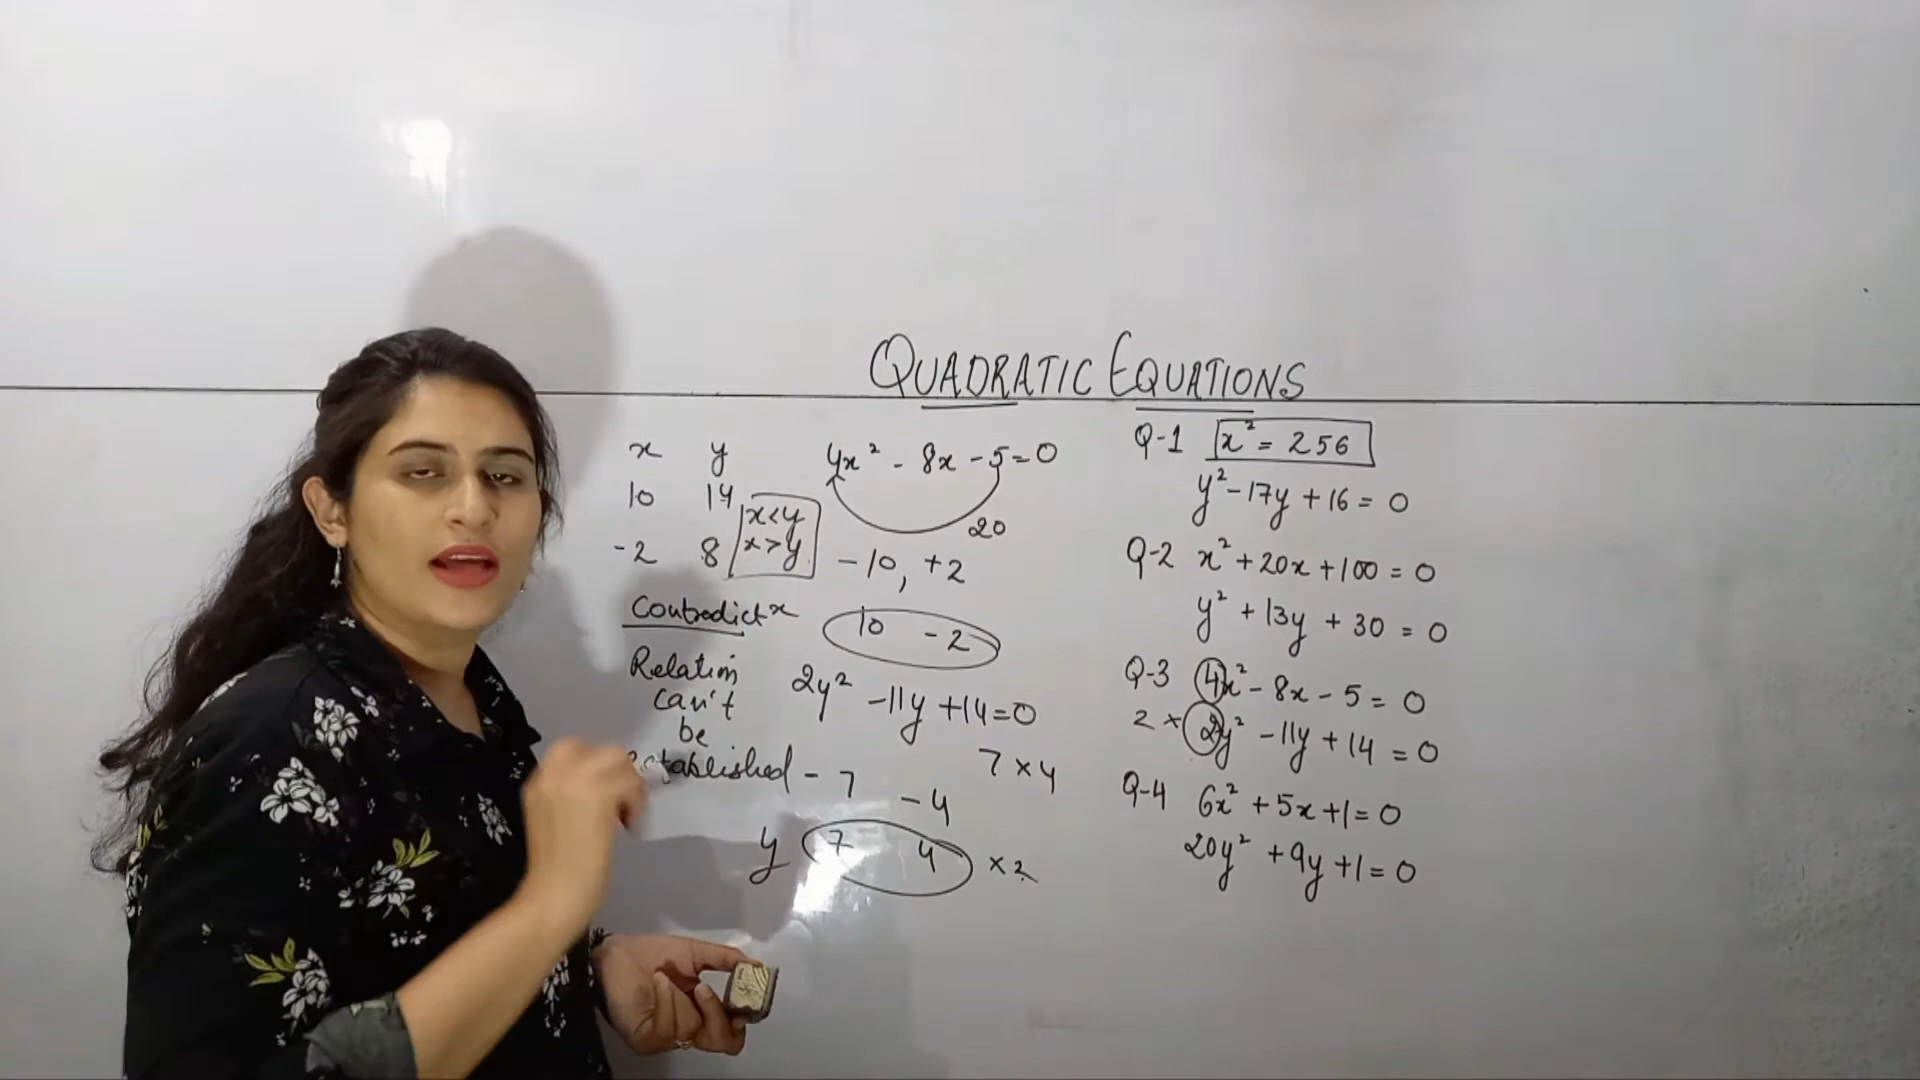 QUADRATIC EQUATIONS
x y
10 14
-2 8
x<y
x>y
Contradict x
Relation
can't
be
established
4x² - 8x - 5 = 0
20
-10, +2
10 -2
2y² - 11y + 14 = 0
7 x 4
-7 -4
y 7 4 x 2
Q-1 x² = 256
y² - 17y + 16 = 0
Q-2 x² + 20x + 100 = 0
y² + 13y + 30 = 0
Q-3 4x² - 8x - 5 = 0
2 x 2y² - 11y + 14 = 0
Q-4 6x² + 5x + 1 = 0
20y² + 9y + 1 = 0